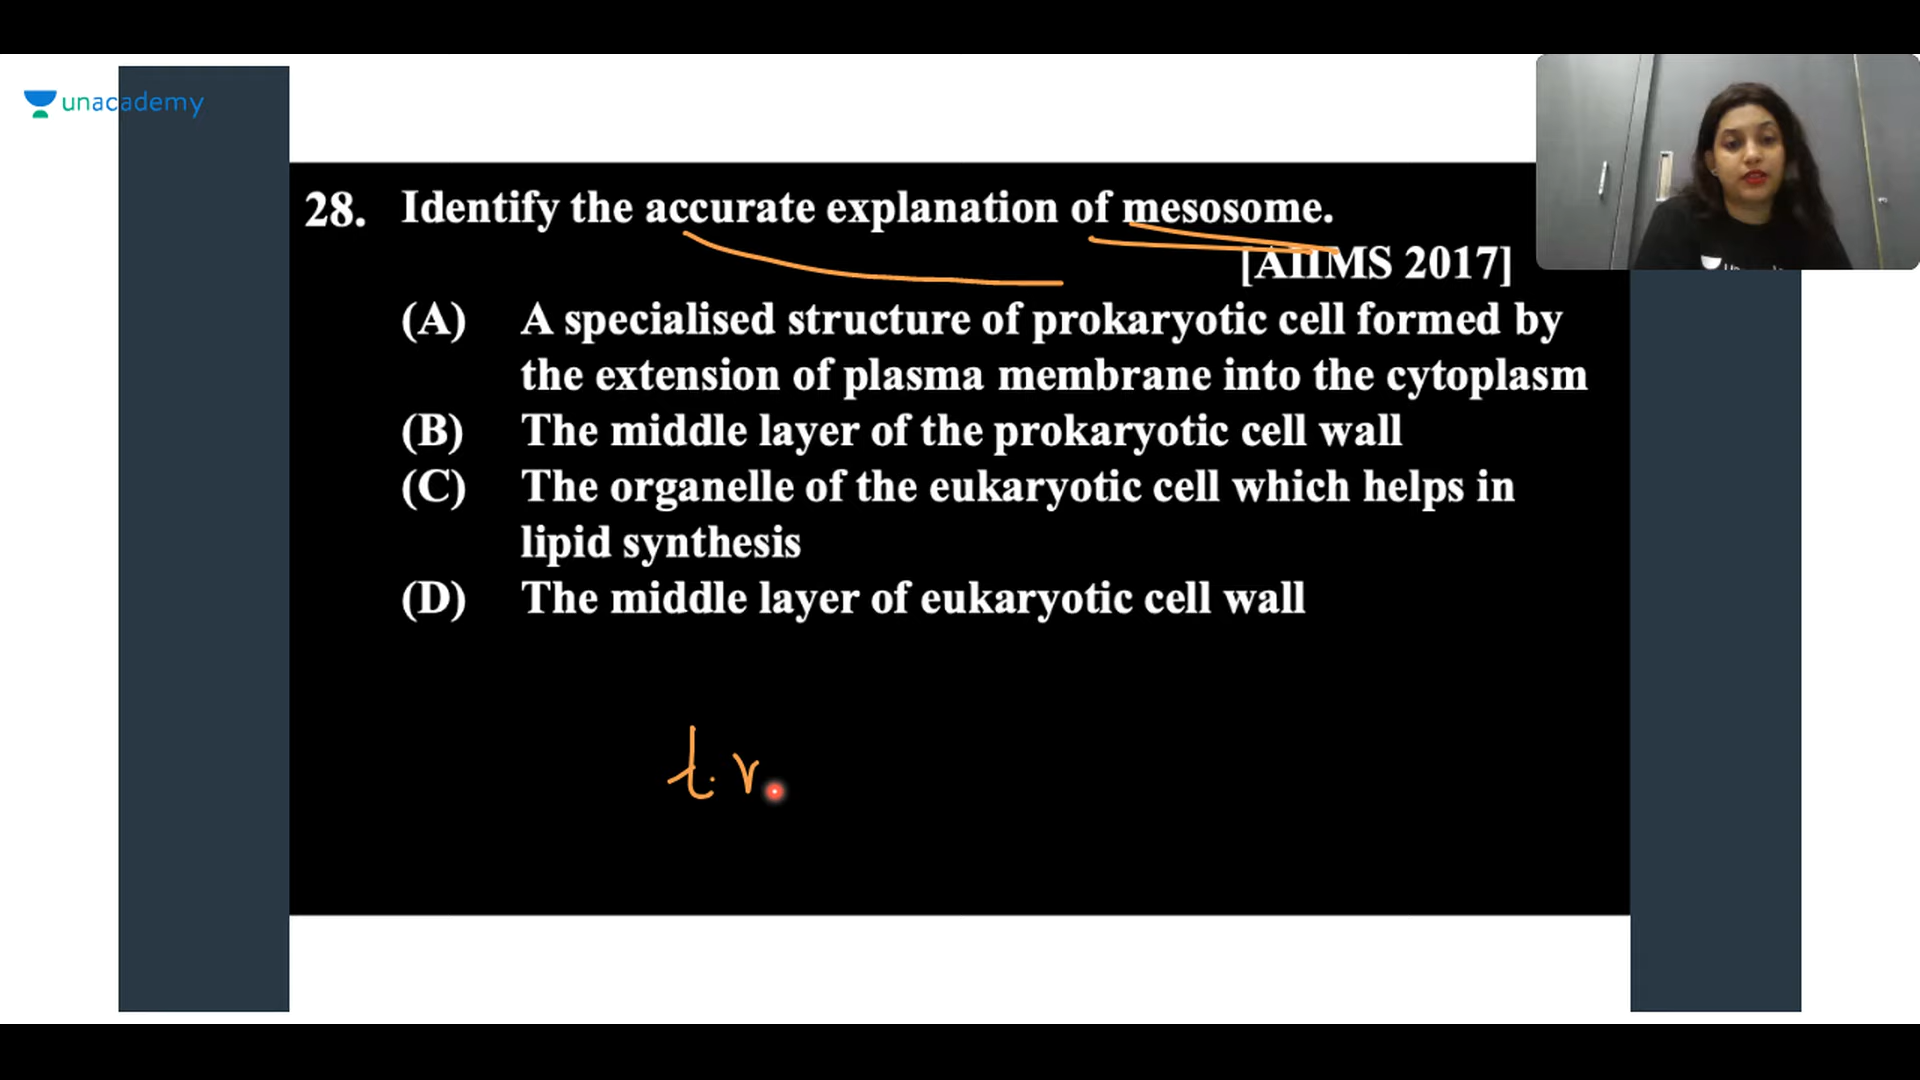 unacademy
28. Identify the accurate explanation of mesosome.
[AIIMS 2017]
(A) A specialised structure of prokaryotic cell formed by
the extension of plasma membrane into the cytoplasm
(B) The middle layer of the prokaryotic cell wall
(C) The organelle of the eukaryotic cell which helps in
lipid synthesis
(D) The middle layer of eukaryotic cell wall